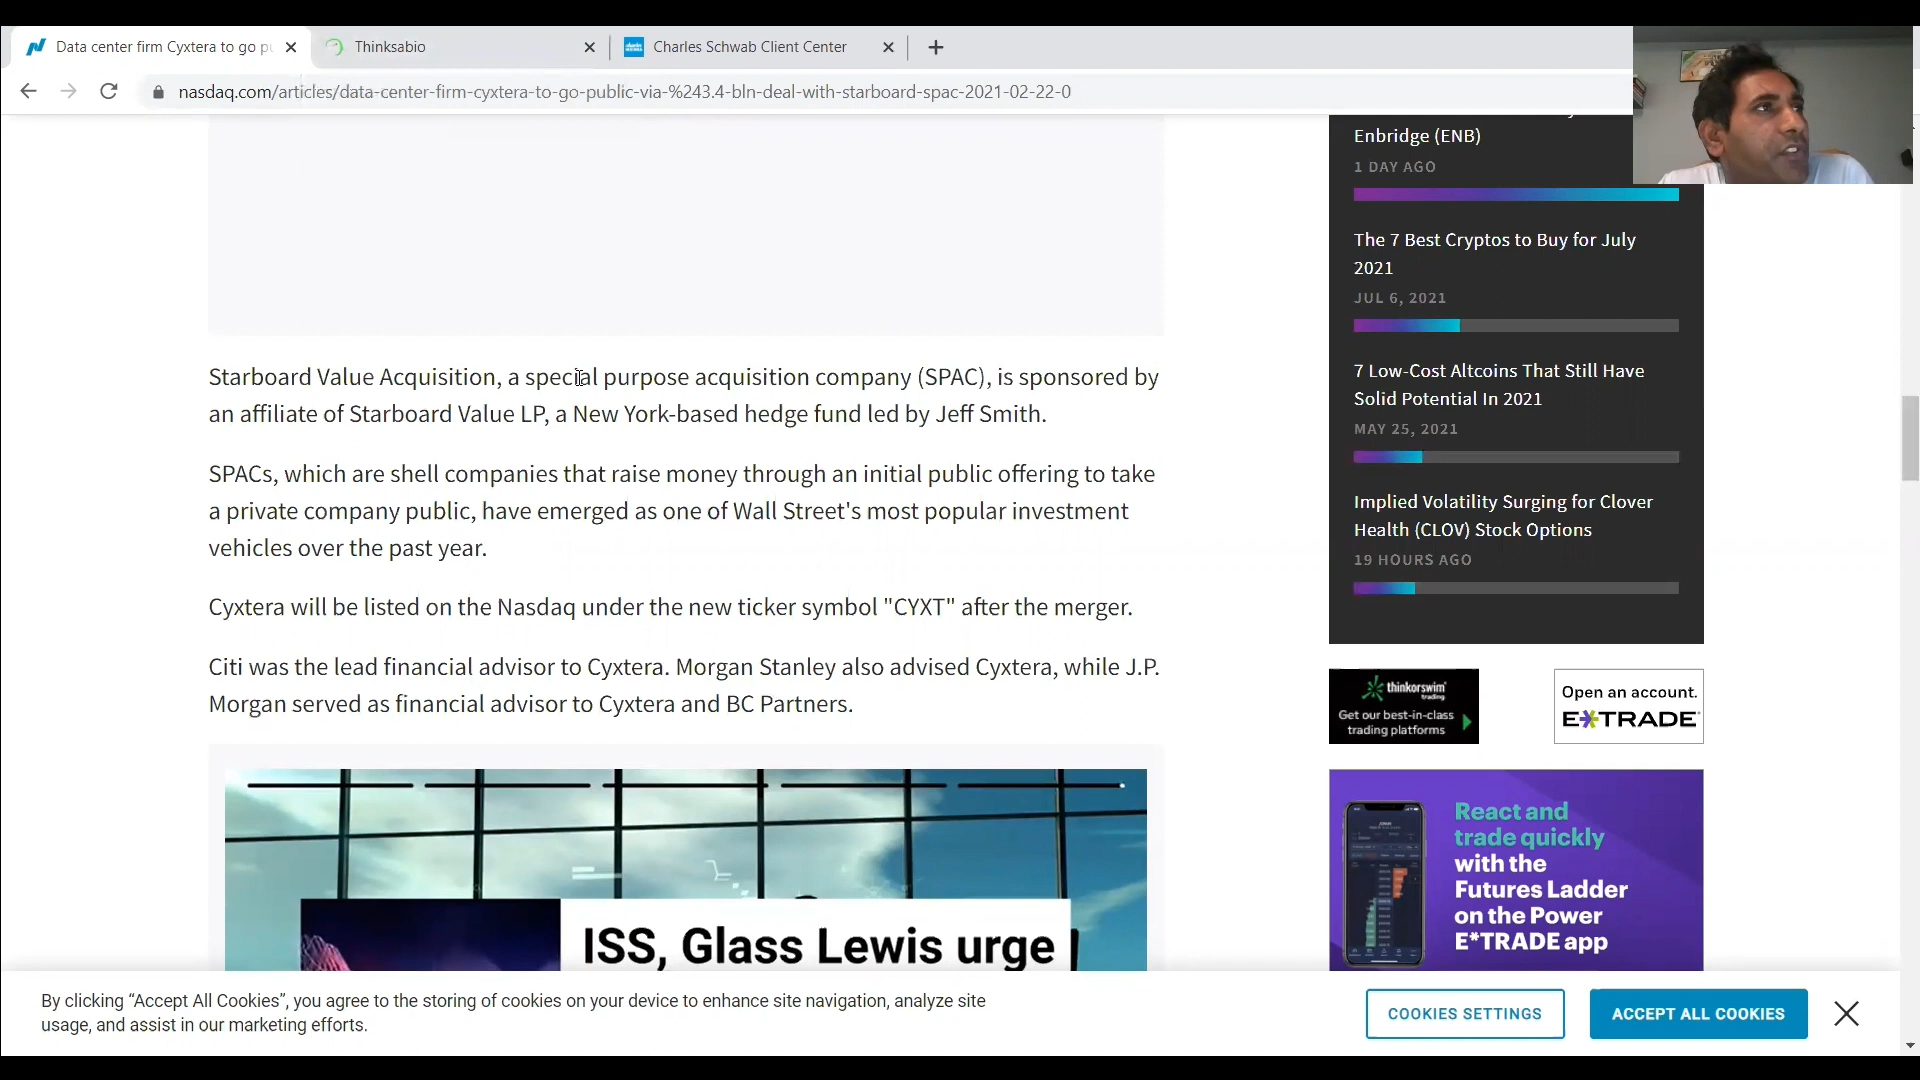 Data center firm Cyxtera to go pu
Thinksabio
Charles Schwab Client Center
nasdaq.com/articles/data-center-firm-cyxtera-to-go-public-via-%243.4-bln-deal-with-starboard-spac-2021-02-22-0
Enbridge (ENB)
1 DAY AGO
The 7 Best Cryptos to Buy for July
2021
JUL 6, 2021
7 Low-Cost Altcoins That Still Have
Solid Potential In 2021
MAY 25, 2021
Implied Volatility Surging for Clover
Health (CLOV) Stock Options
19 HOURS AGO
Starboard Value Acquisition, a special purpose acquisition company (SPAC), is sponsored by
an affiliate of Starboard Value LP, a New York-based hedge fund led by Jeff Smith.
SPACs, which are shell companies that raise money through an initial public offering to take
a private company public, have emerged as one of Wall Street's most popular investment
vehicles over the past year.
Cyxtera will be listed on the Nasdaq under the new ticker symbol "CYXT" after the merger.
Citi was the lead financial advisor to Cyxtera. Morgan Stanley also advised Cyxtera, while J.P.
Morgan served as financial advisor to Cyxtera and BC Partners.
thinkorswim
trading
Get our best-in-class
trading platforms
Open an account.
E*TRADE
React and
trade quickly
with the
Futures Ladder
on the Power
E*TRADE app
ISS, Glass Lewis urge
By clicking “Accept All Cookies”, you agree to the storing of cookies on your device to enhance site navigation, analyze site
usage, and assist in our marketing efforts.
COOKIES SETTINGS
ACCEPT ALL COOKIES